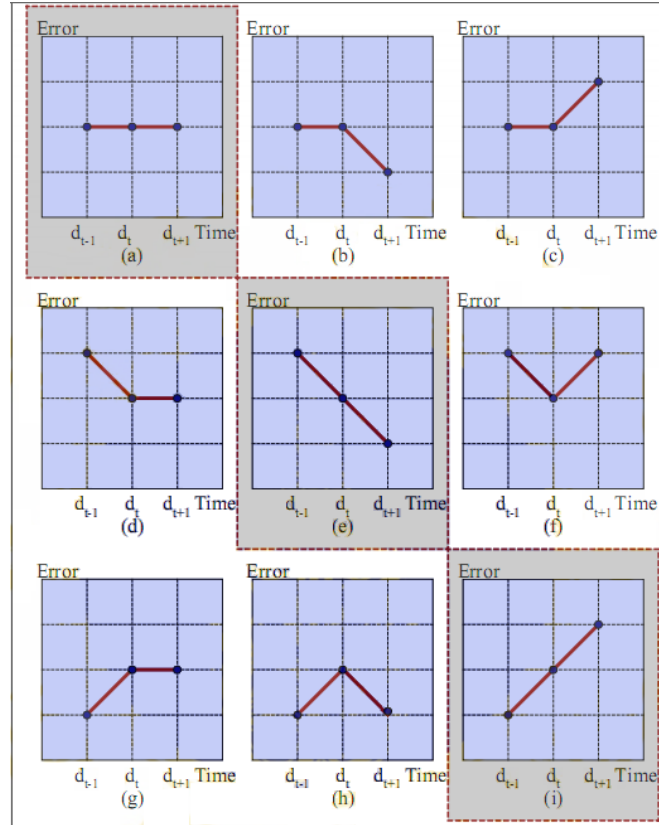 Error Error Error
d_{t-1} d_t d_{t+1} Time d_{t-1} d_t d_{t+1} Time d_{t-1} d_t d_{t+1} Time
(a) (b) (c)
Error Error Error
d_{t-1} d_t d_{t+1} Time d_{t-1} d_t d_{t+1} Time d_{t-1} d_t d_{t+1} Time
(d) (e) (f)
Error Error Error
d_{t-1} d_t d_{t+1} Time d_{t-1} d_t d_{t+1} Time d_{t-1} d_t d_{t+1} Time
(g) (h) (i)